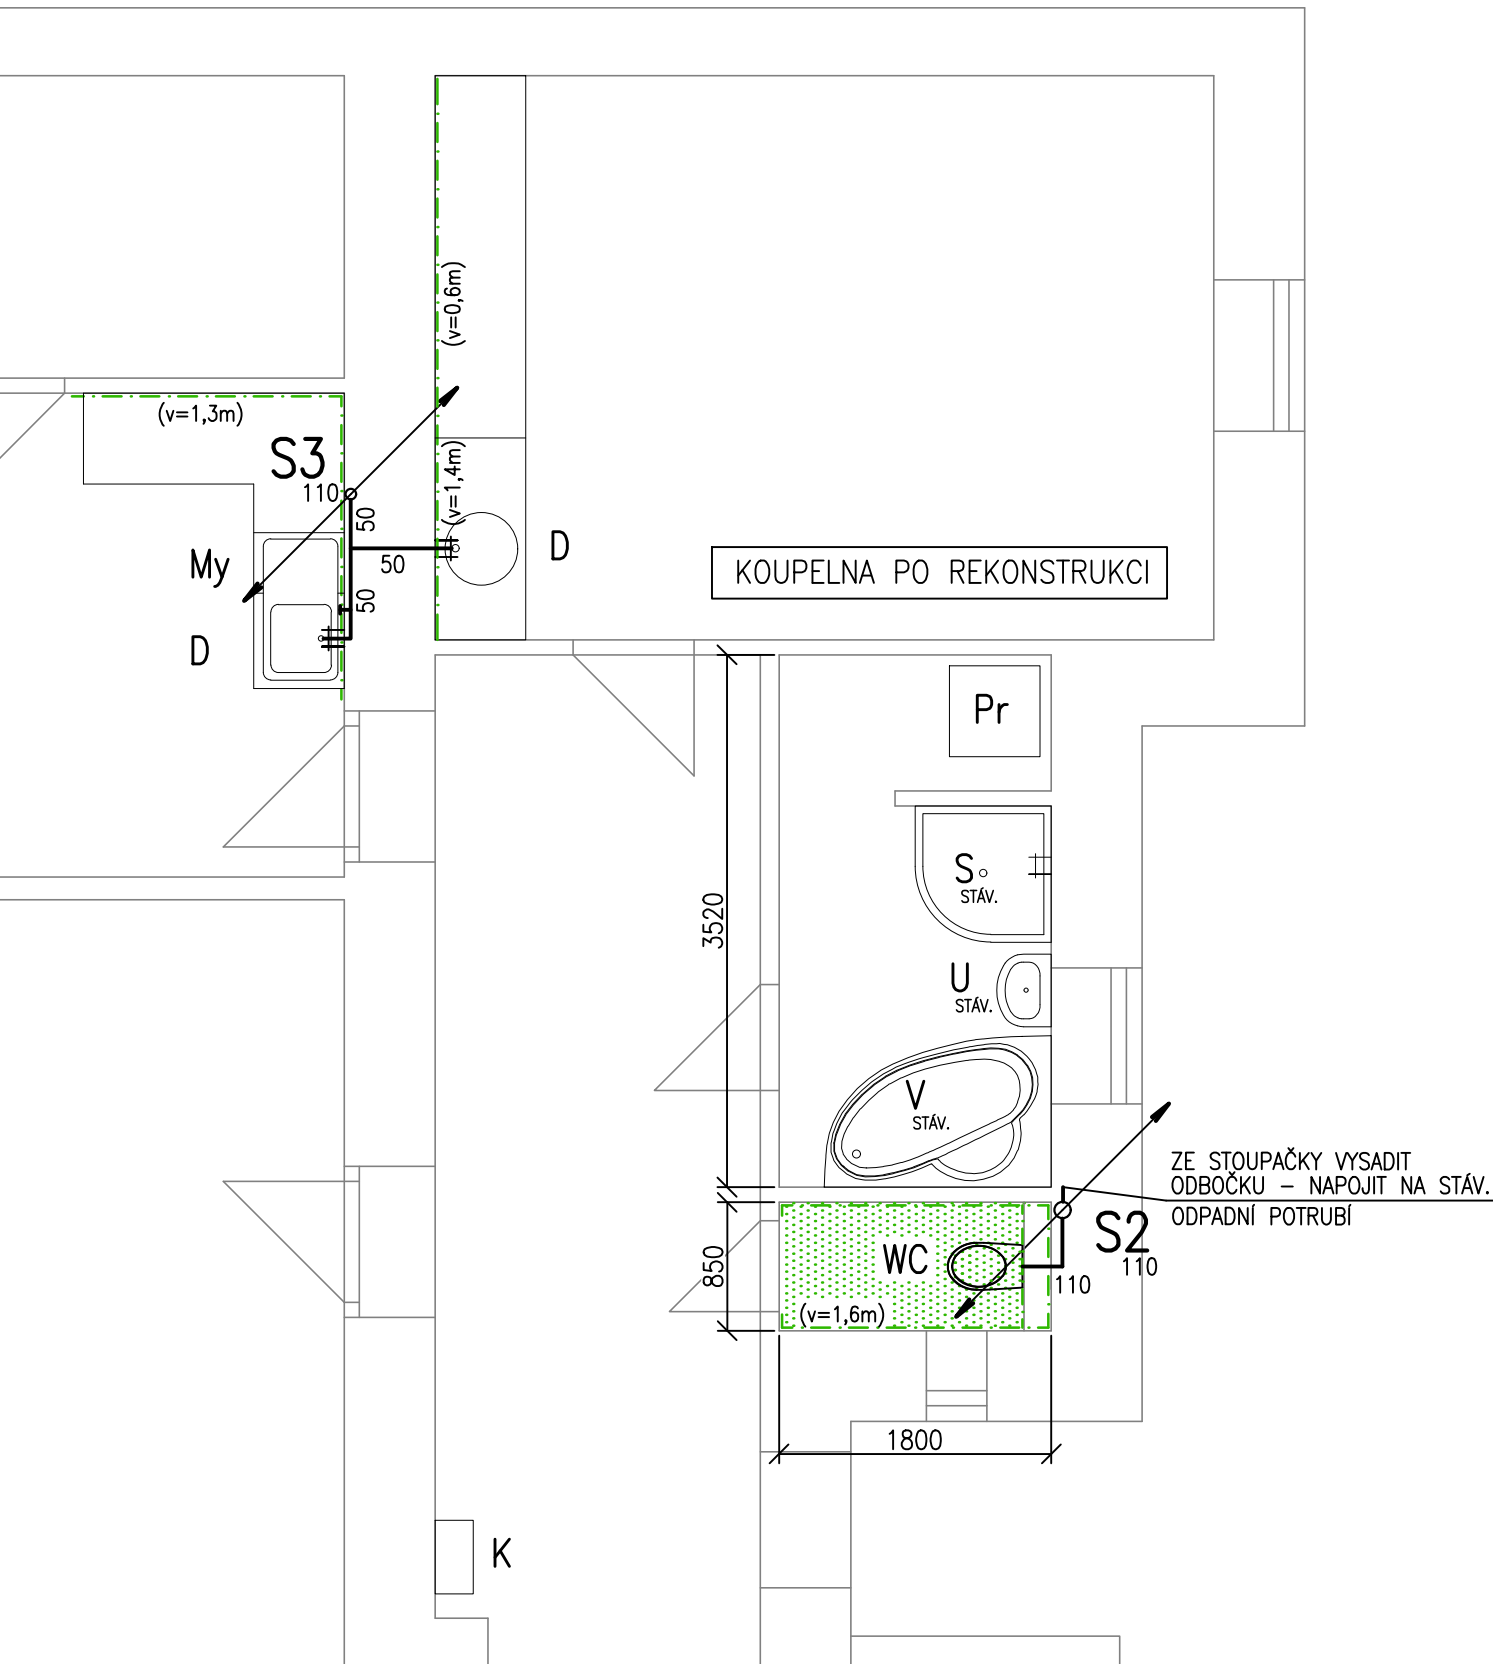 (v=0,6m)
(v=1,3m)
S3
110
(v=1,4m)
50
50
50
My
D
D
KOUPELNA PO REKONSTRUKCI
Pr
S
STÁV.
3520
U
STÁV.
V
STÁV.
ZE STOUPAČKY VYSADIT
ODBOČKU – NAPOJIT NA STÁV.
ODPADNÍ POTRUBÍ
S2
110
110
WC
850
(v=1,6m)
1800
K